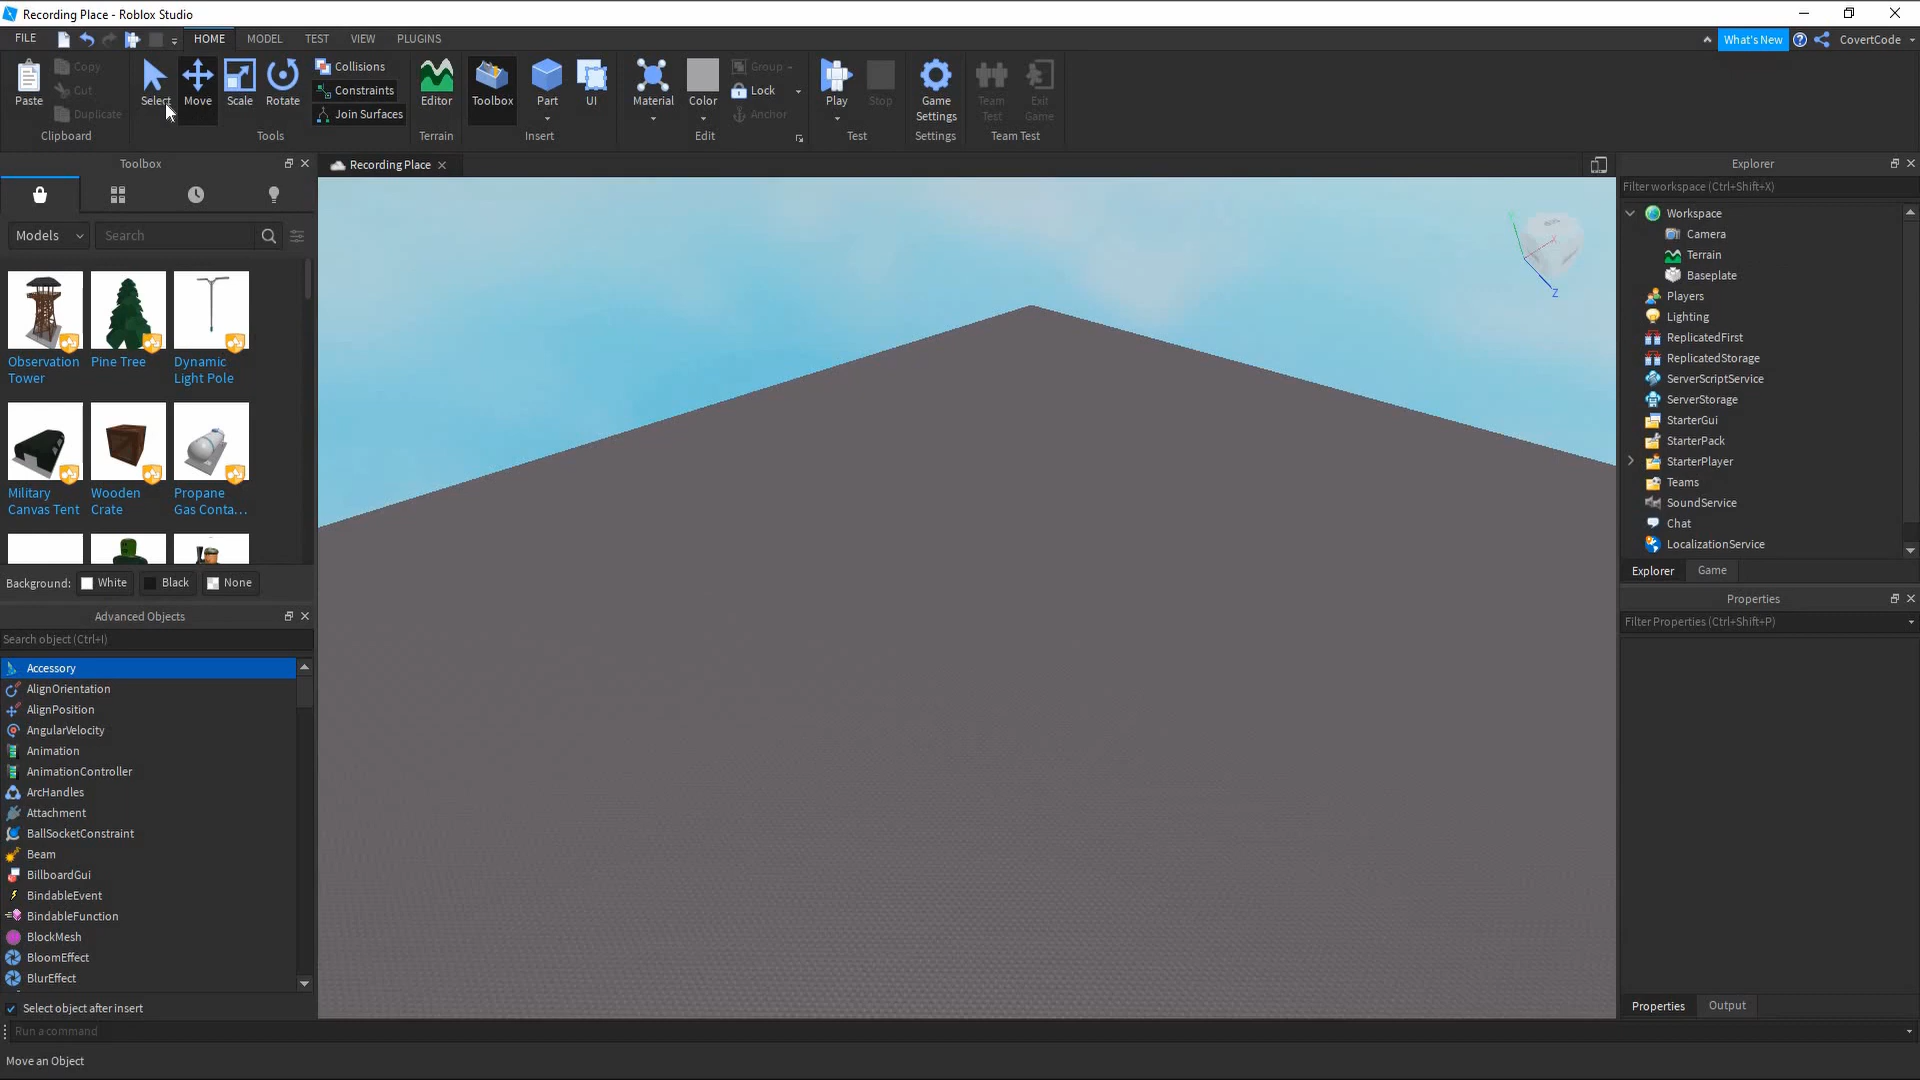 Recording Place - Roblox Studio
FILE
HOME
MODEL
TEST
VIEW
PLUGINS
What's New
CovertCode
Paste
Copy
Cut
Duplicate
Clipboard
Select
Move
Scale
Rotate
Collisions
Constraints
Join Surfaces
Tools
Editor
Terrain
Toolbox
Part
UI
Insert
Material
Color
Group
Lock
Anchor
Edit
Play
Stop
Test
Game Settings
Settings
Team Test
Exit Game
Team Test
Toolbox
Models
Search
Observation Tower
Pine Tree
Dynamic Light Pole
Military Canvas Tent
Wooden Crate
Propane Gas Conta...
Background:
White
Black
None
Advanced Objects
Search object (Ctrl+I)
Accessory
AlignOrientation
AlignPosition
AngularVelocity
Animation
AnimationController
ArcHandles
Attachment
BallSocketConstraint
Beam
BillboardGui
BindableEvent
BindableFunction
BlockMesh
BloomEffect
BlurEffect
Select object after insert
Run a command
Move an Object
Recording Place
Z
Explorer
Filter workspace (Ctrl+Shift+X)
Workspace
Camera
Terrain
Baseplate
Players
Lighting
ReplicatedFirst
ReplicatedStorage
ServerScriptService
ServerStorage
StarterGui
StarterPack
StarterPlayer
Teams
SoundService
Chat
LocalizationService
Explorer
Game
Properties
Filter Properties (Ctrl+Shift+P)
Properties
Output